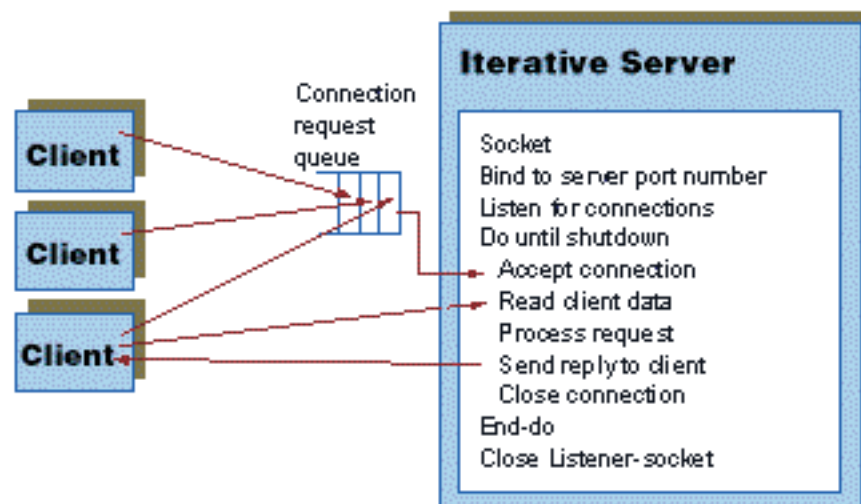 Iterative Server
Connection
request
queue
Client
Client
Client
Socket
Bind to server port number
Listen for connections
Do until shutdown
Accept connection
Read client data
Process request
Send reply to client
Close connection
End-do
Close Listener-socket